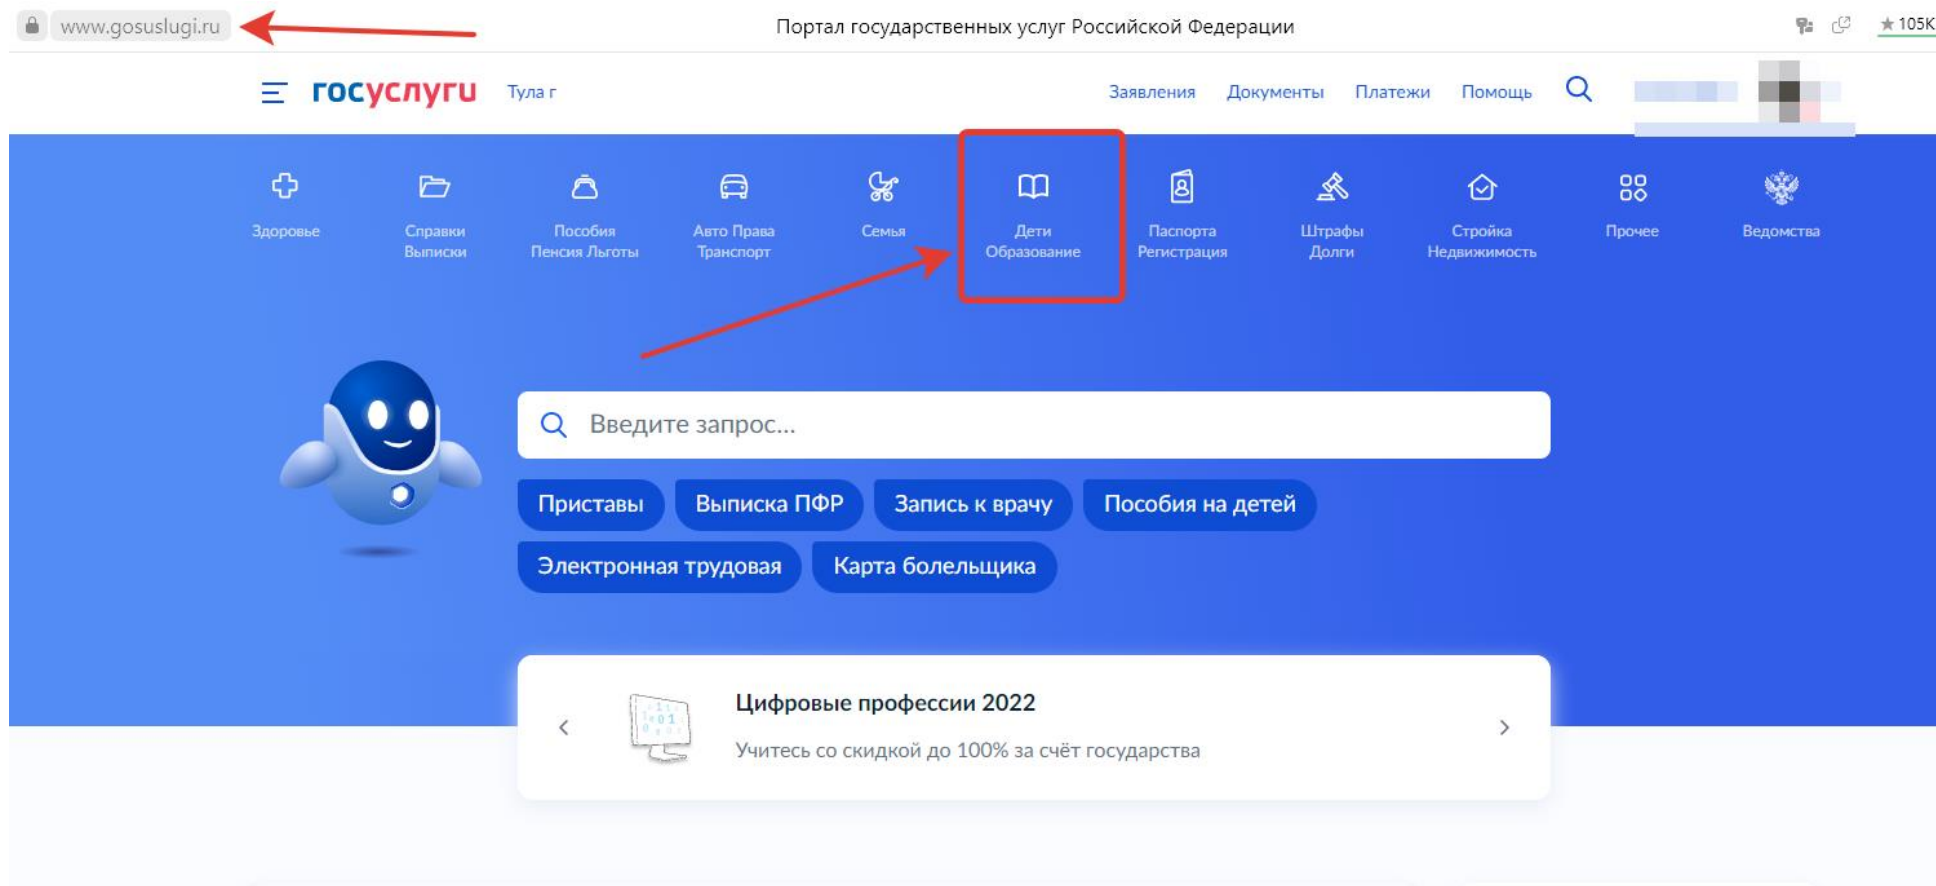 www.gosuslugi.ru
Портал государственных услуг Российской Федерации
★ 105K
госуслуги
Тула г
Заявления Документы Платежи Помощь
Здоровье
Справки
Выписки
Пособия
Пенсия Льготы
Авто Права
Транспорт
Семья
Дети
Образование
Паспорта
Регистрация
Штрафы
Долги
Стройка
Недвижимость
Прочее
Ведомства
Введите запрос...
Приставы Выписка ПФР Запись к врачу Пособия на детей
Электронная трудовая Карта болельщика
Цифровые профессии 2022
Учитесь со скидкой до 100% за счёт государства